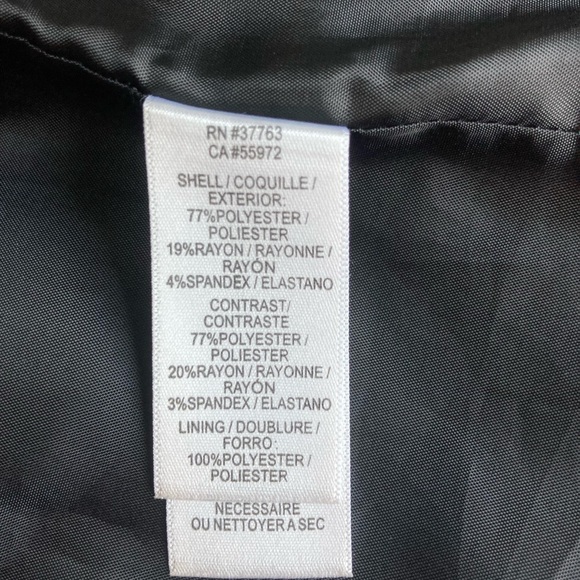 RN #37763
CA#55972
SHELL / COQUILLE /
EXTERIOR:
77%POLYESTER /
POLIESTER
19%RAYON / RAYONNE /
RAYÓN
4%SPANDEX / ELASTANO
CONTRAST/
CONTRASTE
77%POLYESTER /
POLIESTER
20%RAYON / RAYONNE /
RAYÓN
3%SPANDEX / ELASTANO
LINING / DOUBLURE /
FORRO:
100%POLYESTER /
POLIESTER
NECESSAIRE
OU NETTOYER A SEC